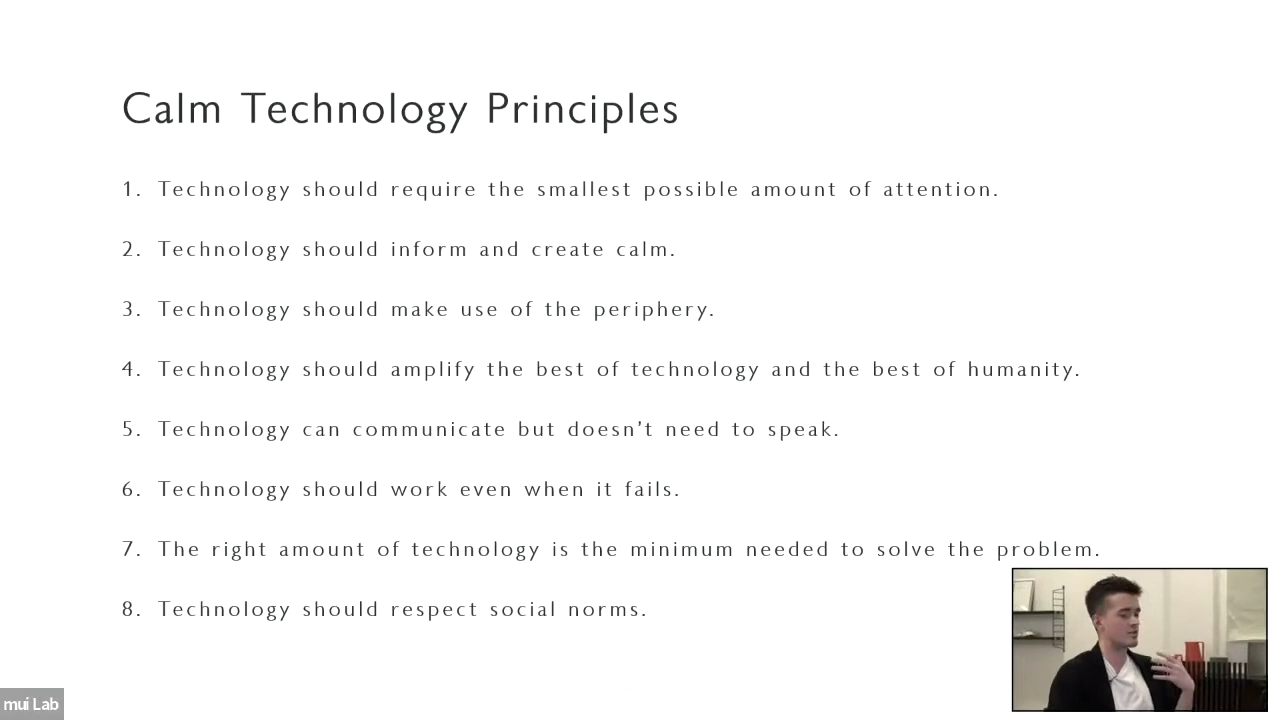 Calm Technology Principles
1. Technology should require the smallest possible amount of attention.
2. Technology should inform and create calm.
3. Technology should make use of the periphery.
4. Technology should amplify the best of technology and the best of humanity.
5. Technology can communicate but doesn’t need to speak.
6. Technology should work even when it fails.
7. The right amount of technology is the minimum needed to solve the problem.
8. Technology should respect social norms.
mui Lab